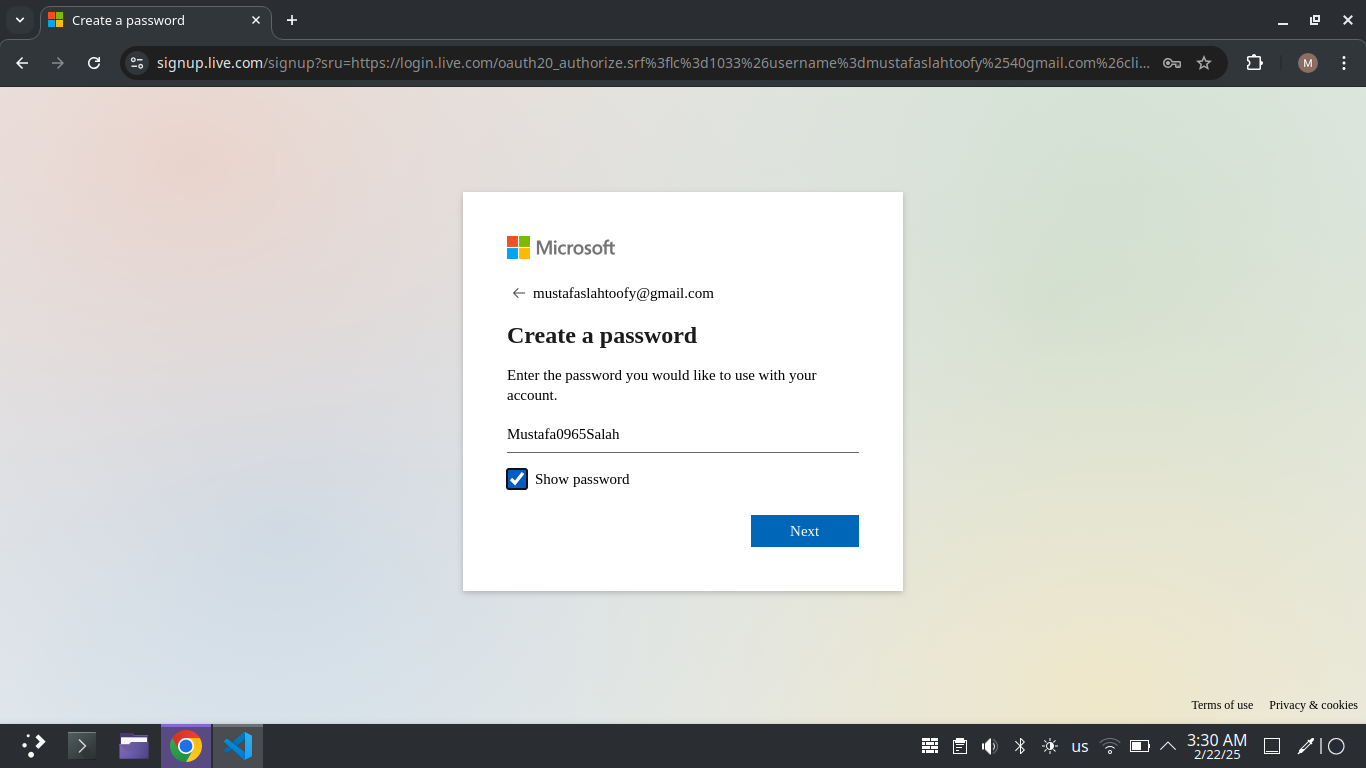 Create a password
signup.live.com/signup?sru=https://login.live.com/oauth20_authorize.srf%3flc%3d1033%26username%3dmustafaslahtoofy%2540gmail.com%26cli...
M
Microsoft
mustafaslahtoofy@gmail.com
Create a password
Enter the password you would like to use with your
account.
Mustafa0965Salah
Show password
Next
Terms of use
Privacy & cookies
us
3:30 AM
2/22/25